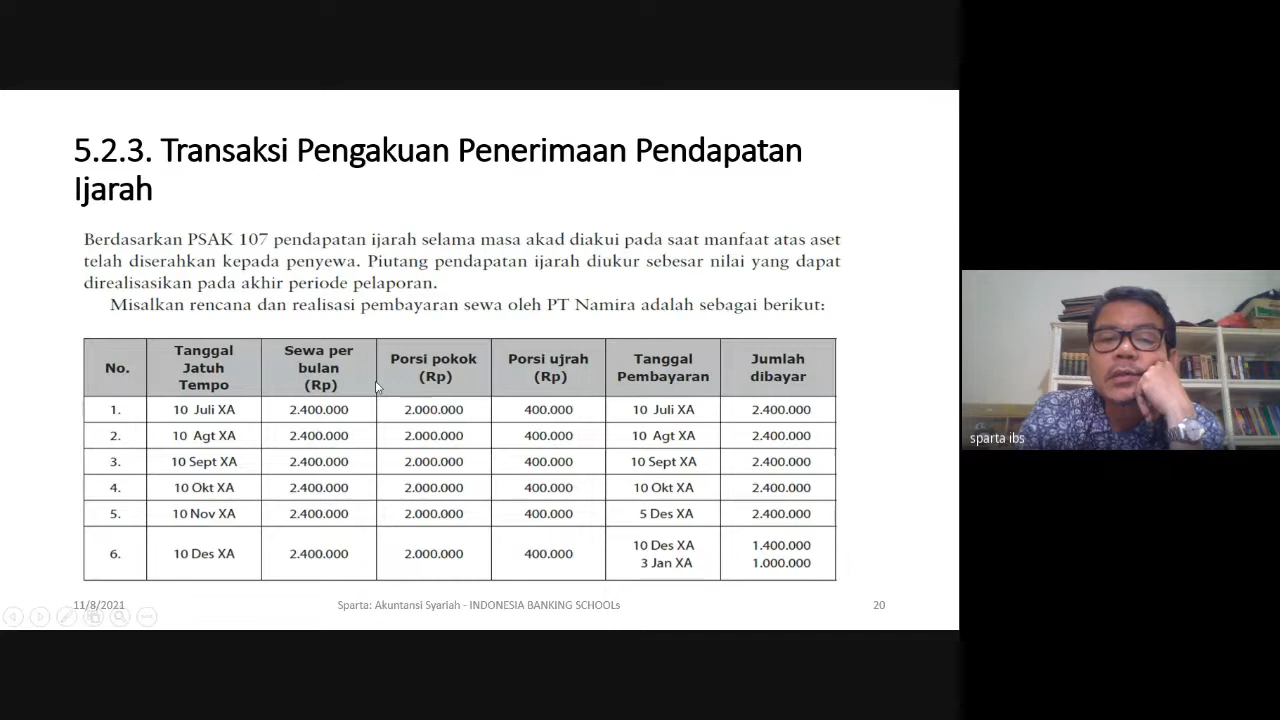 5.2.3. Transaksi Pengakuan Penerimaan Pendapatan
Ijarah
Berdasarkan PSAK 107 pendapatan ijarah selama masa akad diakui pada saat manfaat atas aset
telah diserahkan kepada penyewa. Piutang pendapatan ijarah diukur sebesar nilai yang dapat
direalisasikan pada akhir periode pelaporan.
Misalkan rencana dan realisasi pembayaran sewa oleh PT Namira adalah sebagai berikut:
No. Tanggal Jatuh Tempo Sewa per bulan (Rp) Porsi pokok (Rp) Porsi ujrah (Rp) Tanggal Pembayaran Jumlah dibayar
1. 10 Juli XA 2.400.000 2.000.000 400.000 10 Juli XA 2.400.000
2. 10 Agt XA 2.400.000 2.000.000 400.000 10 Agt XA 2.400.000
3. 10 Sept XA 2.400.000 2.000.000 400.000 10 Sept XA 2.400.000
4. 10 Okt XA 2.400.000 2.000.000 400.000 10 Okt XA 2.400.000
5. 10 Nov XA 2.400.000 2.000.000 400.000 5 Des XA 2.400.000
6. 10 Des XA 2.400.000 2.000.000 400.000 10 Des XA 1.400.000
3 Jan XA 1.000.000
11/8/2021 Sparta: Akuntansi Syariah - INDONESIA BANKING SCHOOLs 20
sparta ibs